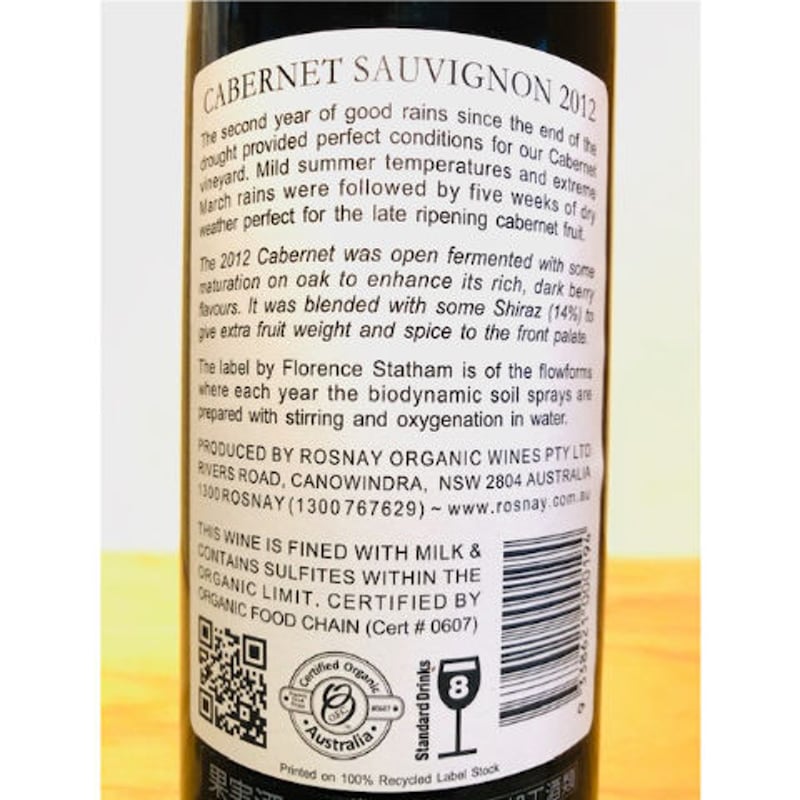 CABERNET SAUVIGNON 2012
The second year of good rains since the end of the
drought provided perfect conditions for our Cabernet
vineyard. Mild summer temperatures and extreme
March rains were followed by five weeks of dry
weather perfect for the late ripening cabernet fruit.
The 2012 Cabernet was open fermented with some
maturation on oak to enhance its rich, dark berry
flavours. It was blended with some Shiraz (14%) to
give extra fruit weight and spice to the front palate.
The label by Florence Statham is of the flowforms
where each year the biodynamic soil sprays are
prepared with stirring and oxygenation in water.
PRODUCED BY ROSNAY ORGANIC WINES PTY LTD
RIVERS ROAD, CANOWINDRA, NSW 2804 AUSTRALIA
1300 ROSNAY (1300 767629) ~ www.rosnay.com.au
THIS WINE IS FINED WITH MILK &
CONTAINS SULFITES WITHIN THE
ORGANIC LIMIT. CERTIFIED BY
ORGANIC FOOD CHAIN (Cert # 0607)
Certified Organic
#0607
Australia
Standard Drinks
8
Printed on 100% Recycled Label Stock
果実酒